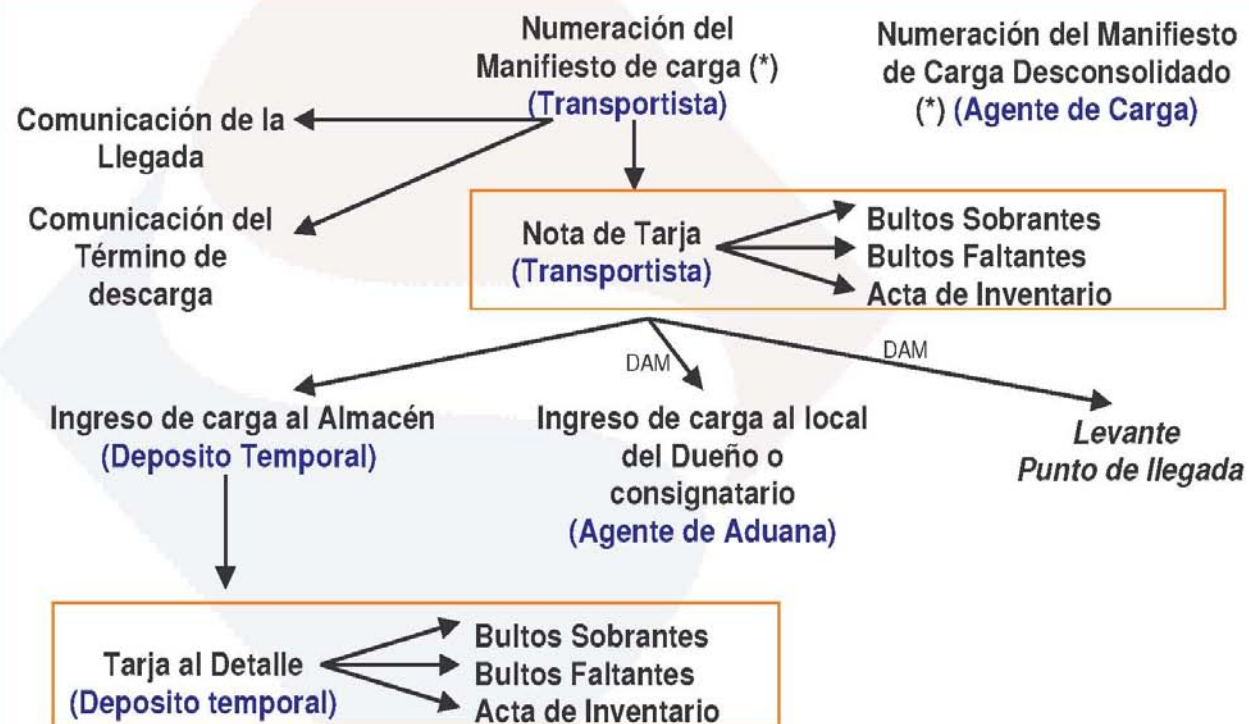 Numeración del
Manifiesto de carga (*)
(Transportista)
Numeración del Manifiesto
de Carga Desconsolidado
(*) (Agente de Carga)
Comunicación de la
Llegada
Comunicación del
Término de
descarga
Nota de Tarja
(Transportista)
Bultos Sobrantes
Bultos Faltantes
Acta de Inventario
DAM
DAM
Ingreso de carga al Almacén
(Deposito Temporal)
Ingreso de carga al local
del Dueño o
consignatario
(Agente de Aduana)
Levante
Punto de llegada
Tarja al Detalle
(Deposito temporal)
Bultos Sobrantes
Bultos Faltantes
Acta de Inventario